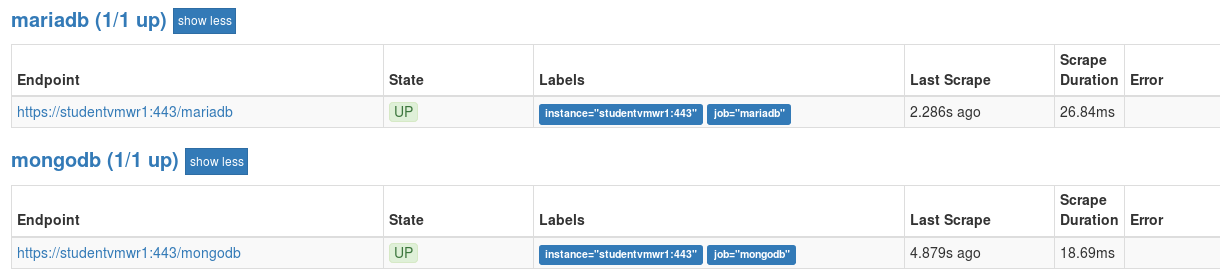 mariadb (1/1 up) show less
Endpoint State Labels Last Scrape Scrape Duration Error
https://studentvmwr1:443/mariadb UP instance="studentvmwr1:443" job="mariadb" 2.286s ago 26.84ms
mongodb (1/1 up) show less
Endpoint State Labels Last Scrape Scrape Duration Error
https://studentvmwr1:443/mongodb UP instance="studentvmwr1:443" job="mongodb" 4.879s ago 18.69ms